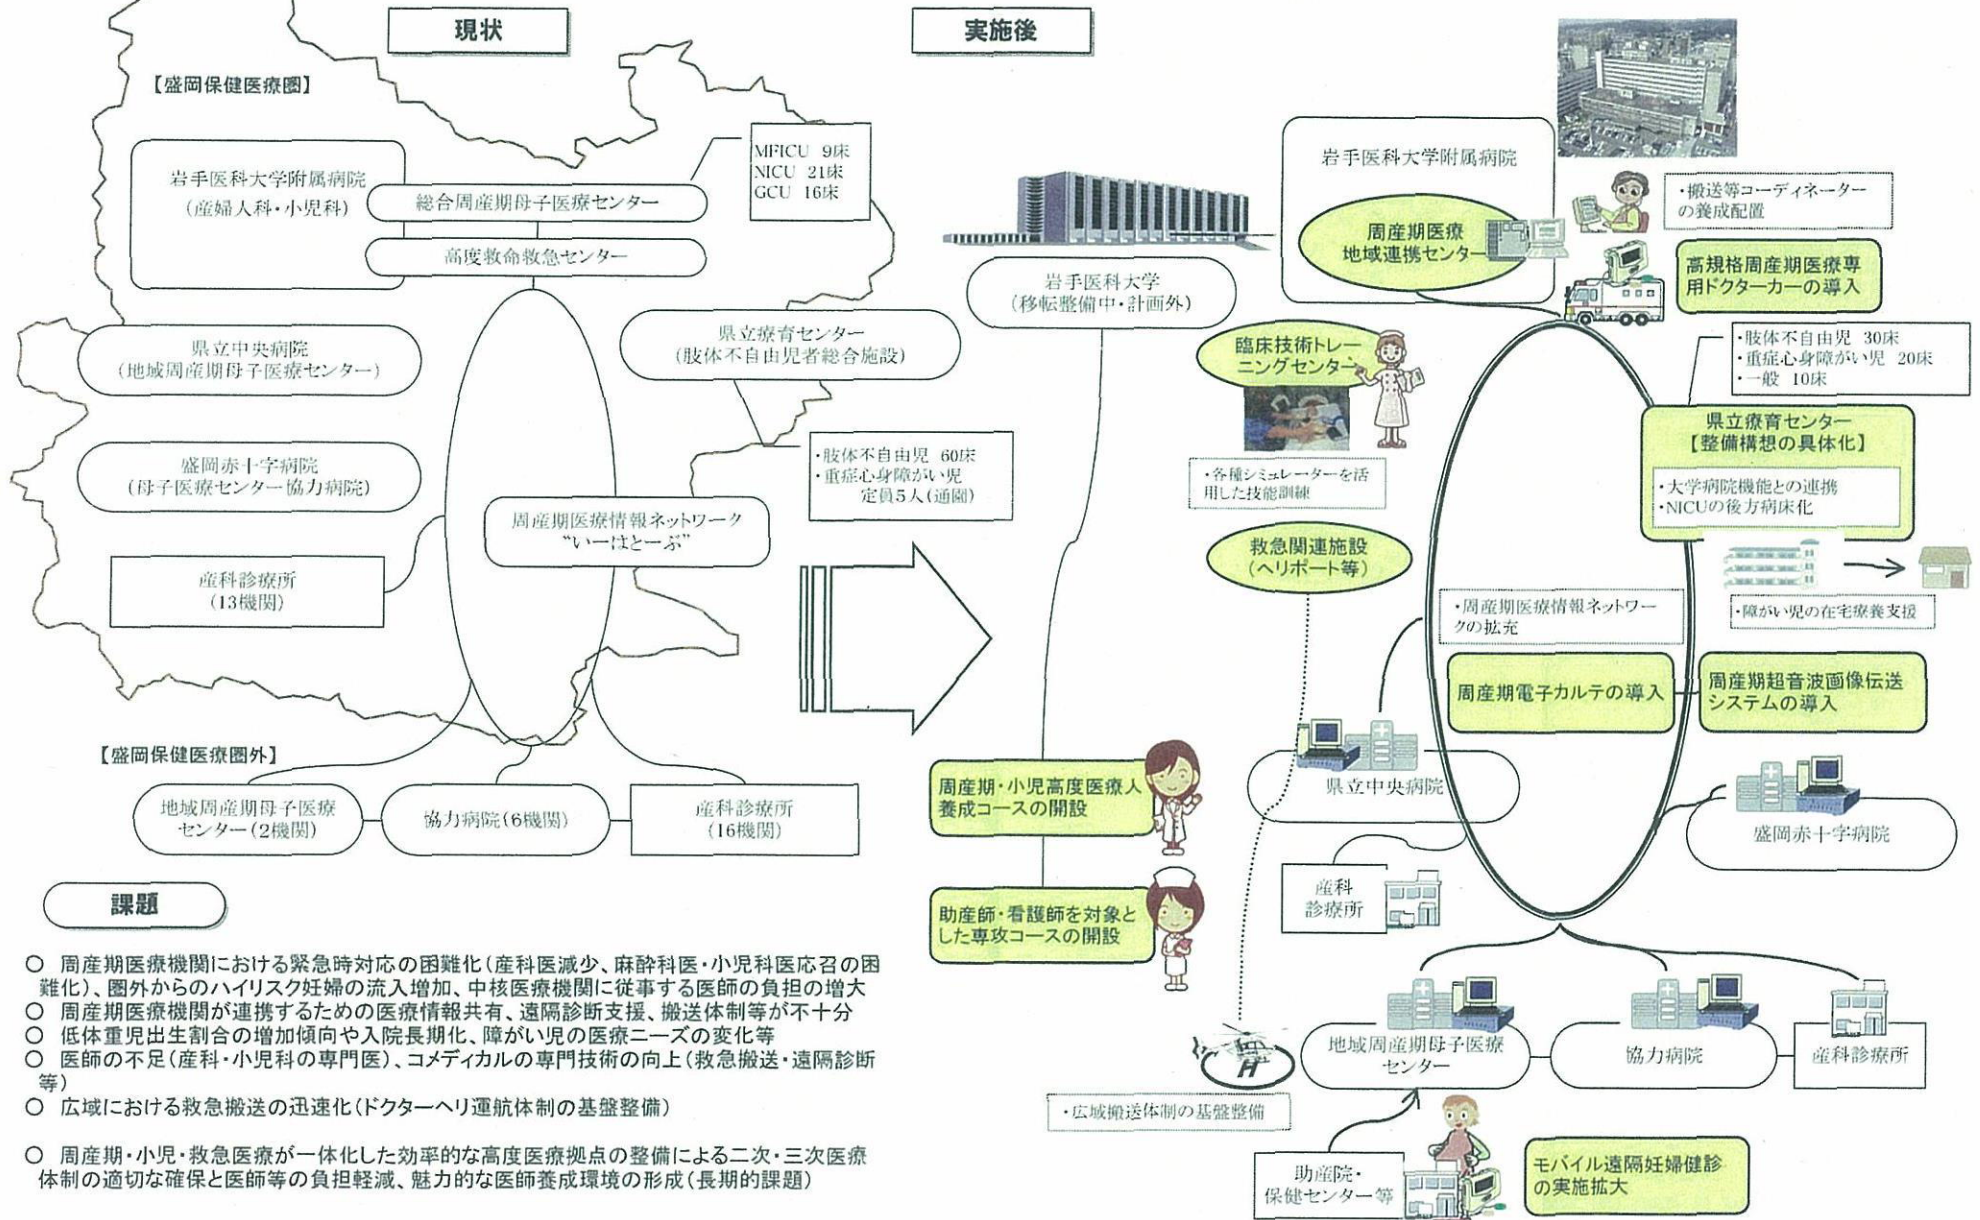 現状
【盛岡保健医療圏】
岩手医科大学附属病院
(産婦人科・小児科)
総合周産期母子医療センター
高度救命救急センター
MFICU 9床
NICU 21床
GCU 16床
県立中央病院
(地域周産期母子医療センター)
県立療育センター
(肢体不自由児者総合施設)
盛岡赤十字病院
(母子医療センター協力病院)
・肢体不自由児 60床
・重症心身障がい児
定員5人(通園)
周産期医療情報ネットワーク
“いーはとーぶ”
産科診療所
(13機関)
【盛岡保健医療圏外】
地域周産期母子医療
センター(2機関)
協力病院(6機関)
産科診療所
(16機関)
課題
○ 周産期医療機関における緊急時対応の困難化(産科医減少、麻酔科医・小児科医応召の困
難化)、圏外からのハイリスク妊婦の流入増加、中核医療機関に従事する医師の負担の増大
○ 周産期医療機関が連携するための医療情報共有、遠隔診断支援、搬送体制等が不十分
○ 低体重児出生割合の増加傾向や入院長期化、障がい児の医療ニーズの変化等
○ 医師の不足(産科・小児科の専門医)、コメディカルの専門技術の向上(救急搬送・遠隔診断
等)
○ 広域における救急搬送の迅速化(ドクターヘリ運航体制の基盤整備)
○ 周産期・小児・救急医療が一体化した効率的な高度医療拠点の整備による二次・三次医療
体制の適切な確保と医師等の負担軽減、魅力的な医師養成環境の形成(長期的課題)
実施後
岩手医科大学附属病院
周産期医療
地域連携センター
・搬送等コーディネーター
の養成配置
高規格周産期医療専
用ドクターカーの導入
岩手医科大学
(移転整備中・計画外)
臨床技術トレー
ニングセンター
・各種シミュレーターを活
用した技能訓練
・肢体不自由児 30床
・重症心身障がい児 20床
・一般 10床
県立療育センター
【整備構想の具体化】
・大学病院機能との連携
・NICUの後方病床化
救急関連施設
(ヘリポート等)
・障がい児の在宅療養支援
・周産期医療情報ネットワー
クの拡充
周産期電子カルテの導入
周産期超音波画像伝送
システムの導入
周産期・小児高度医療人
養成コースの開設
県立中央病院
盛岡赤十字病院
産科
診療所
助産師・看護師を対象と
した専攻コースの開設
地域周産期母子医療
センター
協力病院
産科診療所
H
・広域搬送体制の基盤整備
助産院・
保健センター等
モバイル遠隔妊婦健診
の実施拡大